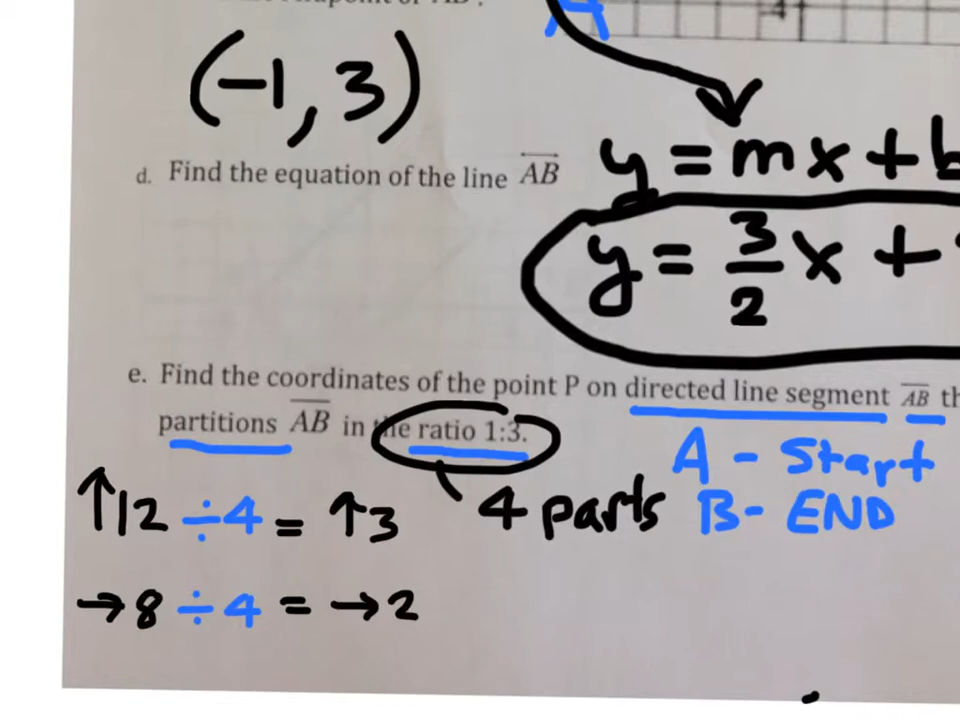 (-1, 3)
d. Find the equation of the line AB
y = mx + b
y = 3/2 x +
e. Find the coordinates of the point P on directed line segment AB th
partitions AB in the ratio 1:3.
A - Start
↑12 ÷4 = ↑3
4 parts
B- END
→8 ÷4 = →2